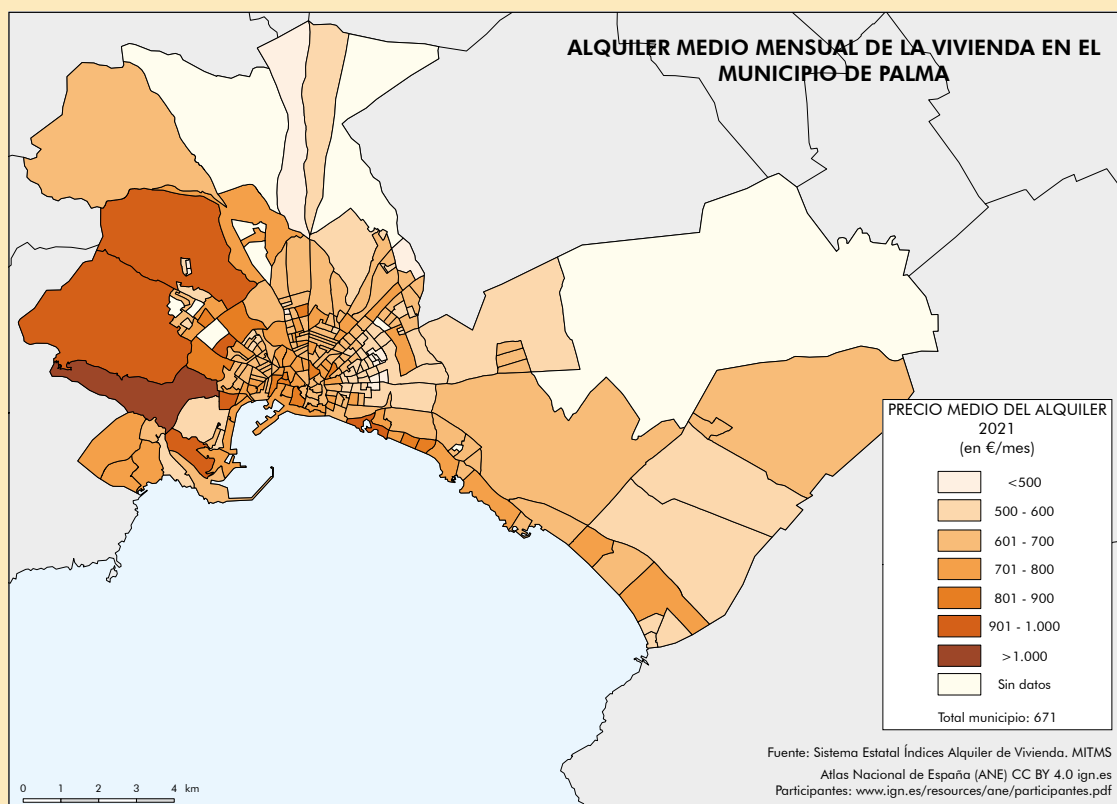 ALQUILER MEDIO MENSUAL DE LA VIVIENDA EN EL
MUNICIPIO DE PALMA
PRECIO MEDIO DEL ALQUILER
2021
(en €/mes)
<500
500 - 600
601 - 700
701 - 800
801 - 900
901 - 1.000
>1.000
Sin datos
Total municipio: 671
Fuente: Sistema Estatal Índices Alquiler de Vivienda. MITMS
Atlas Nacional de España (ANE) CC BY 4.0 ign.es
Participantes: www.ign.es/resources/ane/participantes.pdf
0 1 2 3 4 km